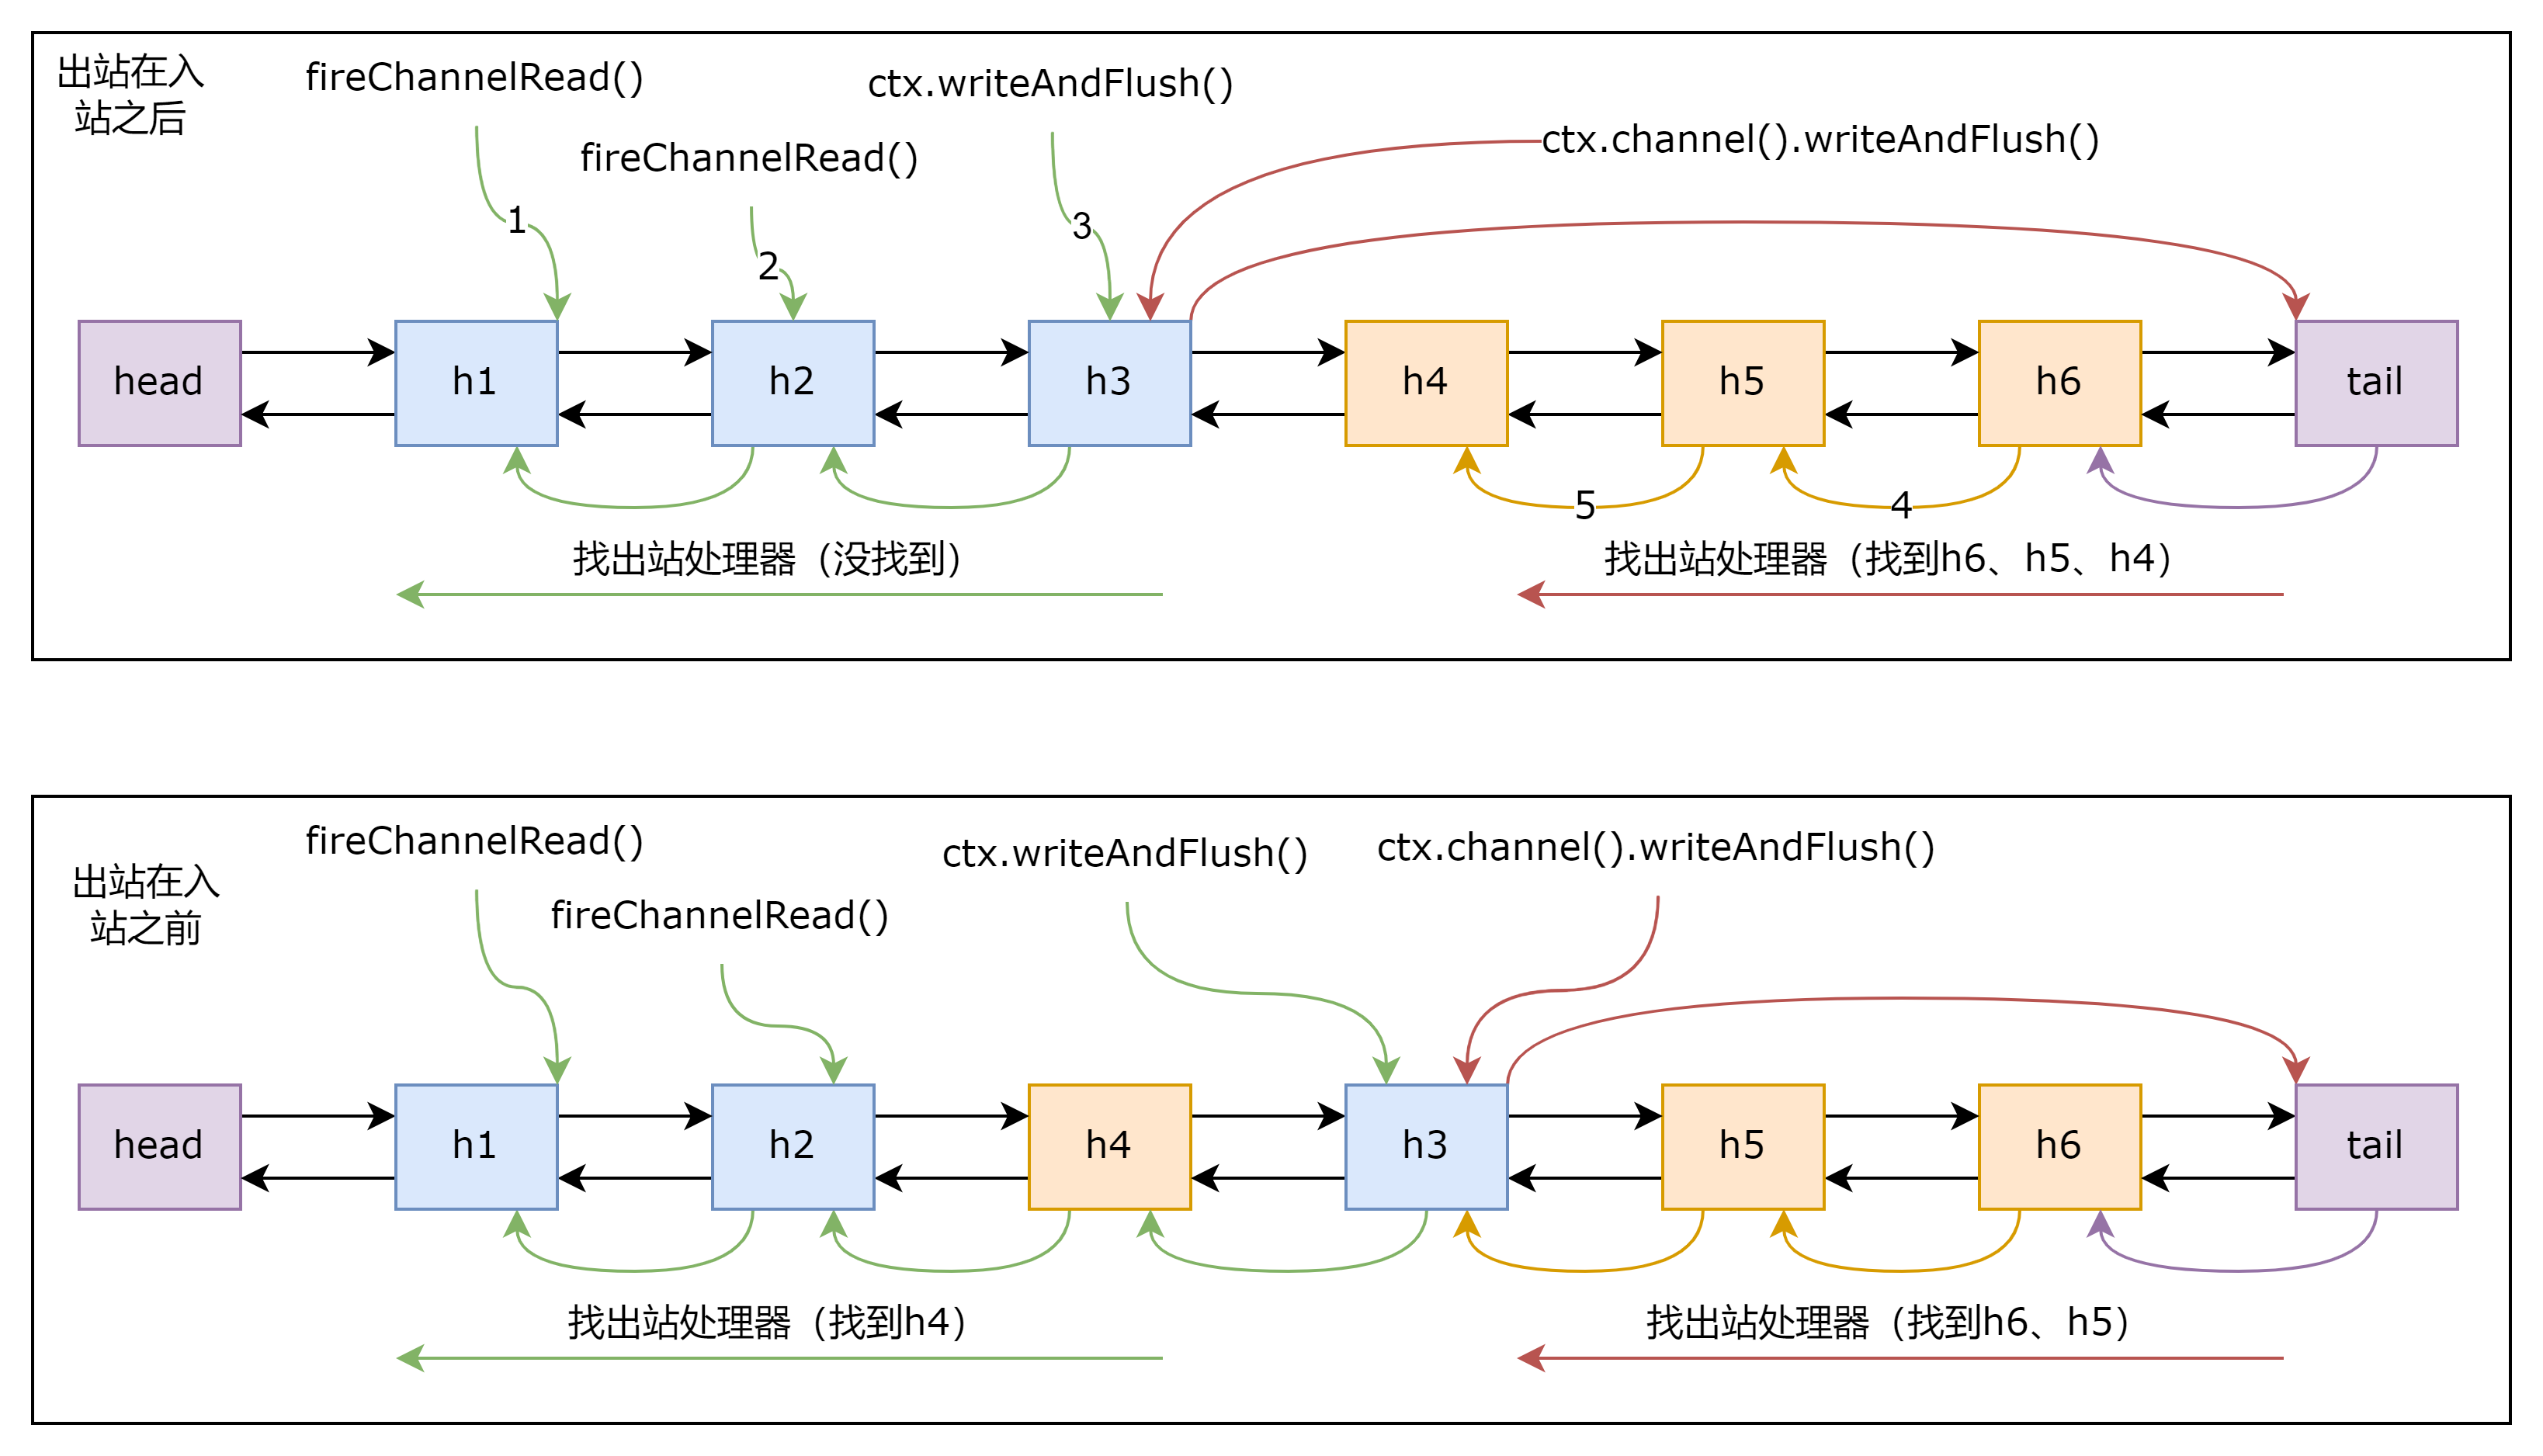 出站在入
站之后
fireChannelRead()
ctx.writeAndFlush()
ctx.channel().writeAndFlush()
fireChannelRead()
1
2
3
head
h1
h2
h3
h4
h5
h6
tail
5
4
找出站处理器（没找到）
找出站处理器（找到h6、h5、h4）
出站在入
站之前
fireChannelRead()
ctx.writeAndFlush()
ctx.channel().writeAndFlush()
fireChannelRead()
head
h1
h2
h4
h3
h5
h6
tail
找出站处理器（找到h4）
找出站处理器（找到h6、h5）